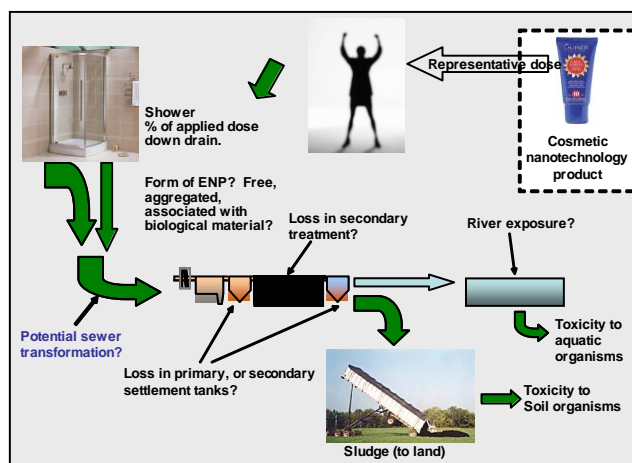 Representative dose
Cosmetic
nanotechnology
product
Shower
% of applied dose
down drain.
Form of ENP? Free,
aggregated,
associated with
biological material?
Loss in secondary
treatment?
River exposure?
Potential sewer
transformation?
Loss in primary, or secondary
settlement tanks?
Toxicity to
aquatic
organisms
Toxicity to
Soil organisms
Sludge (to land)